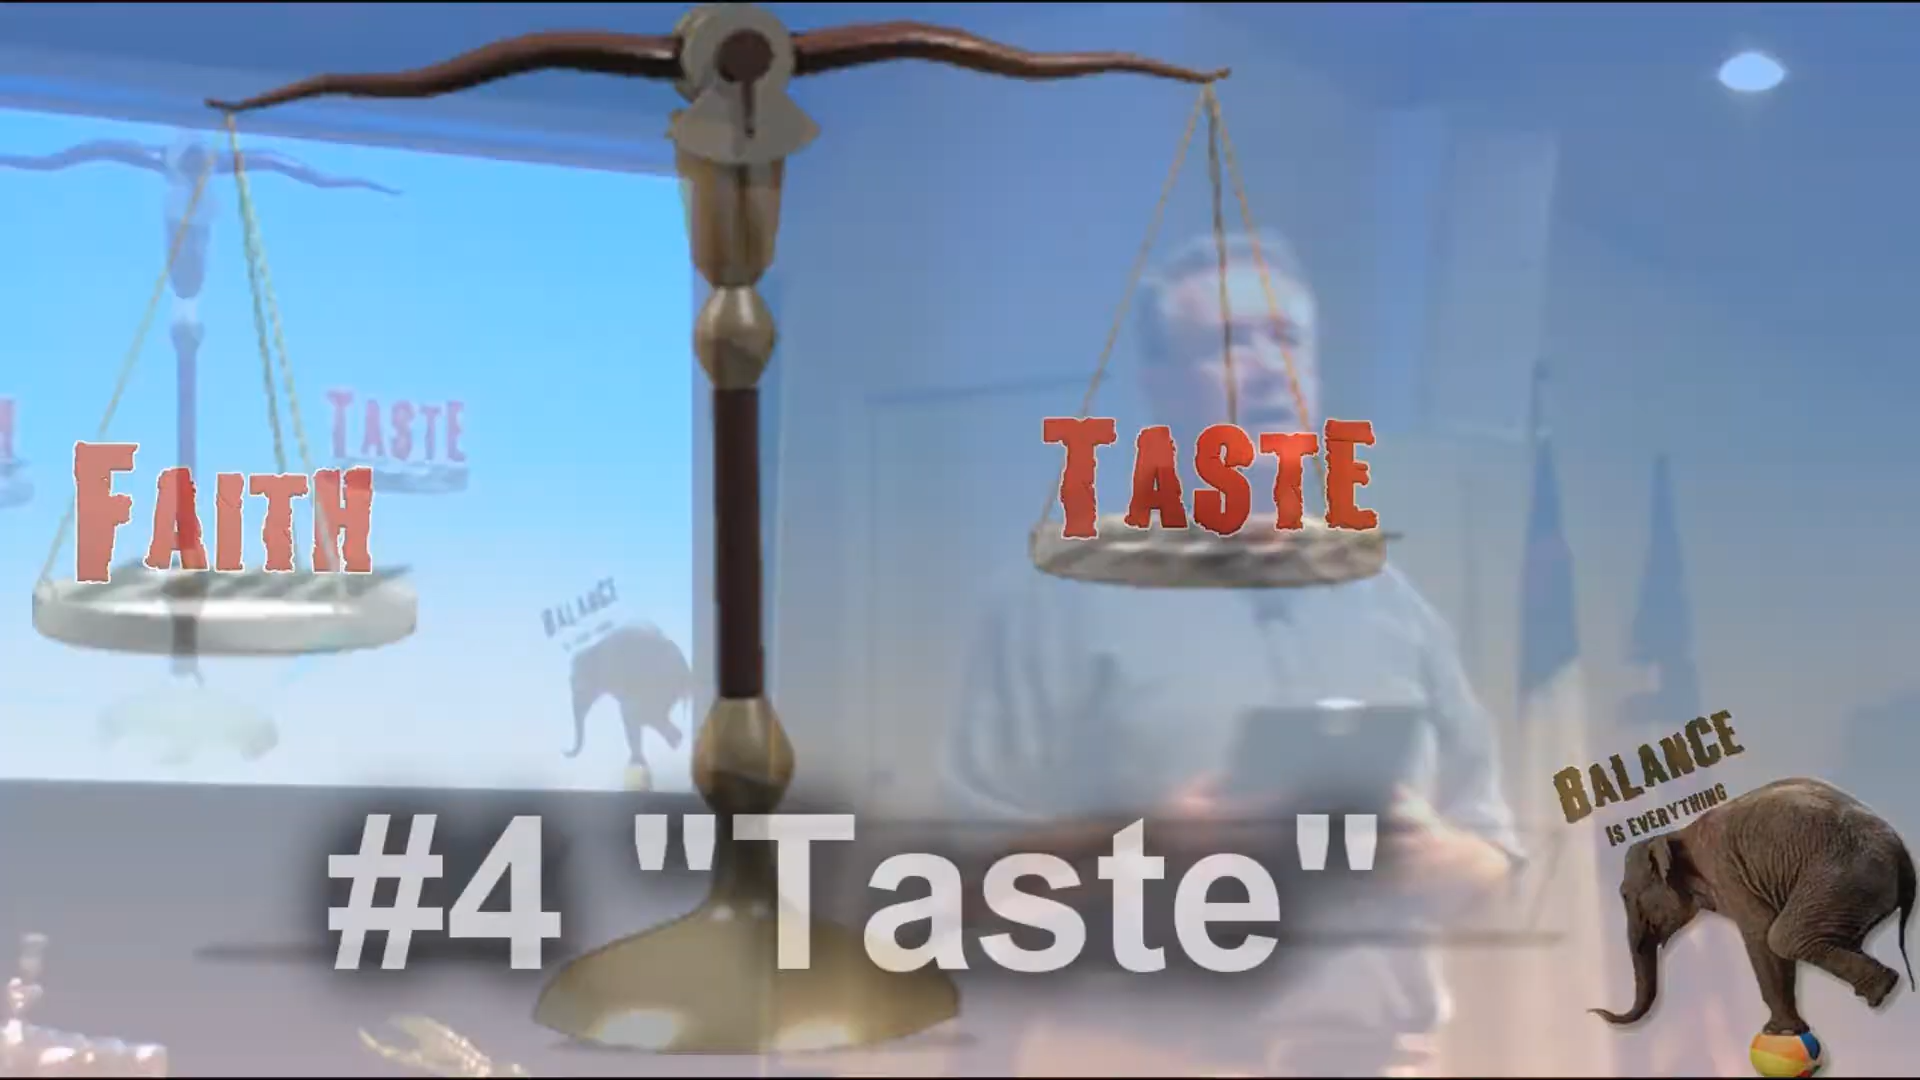 TASTE
FAITH
TASTE
BALANCE
BALANCE
IS EVERYTHING
#4 "Taste"